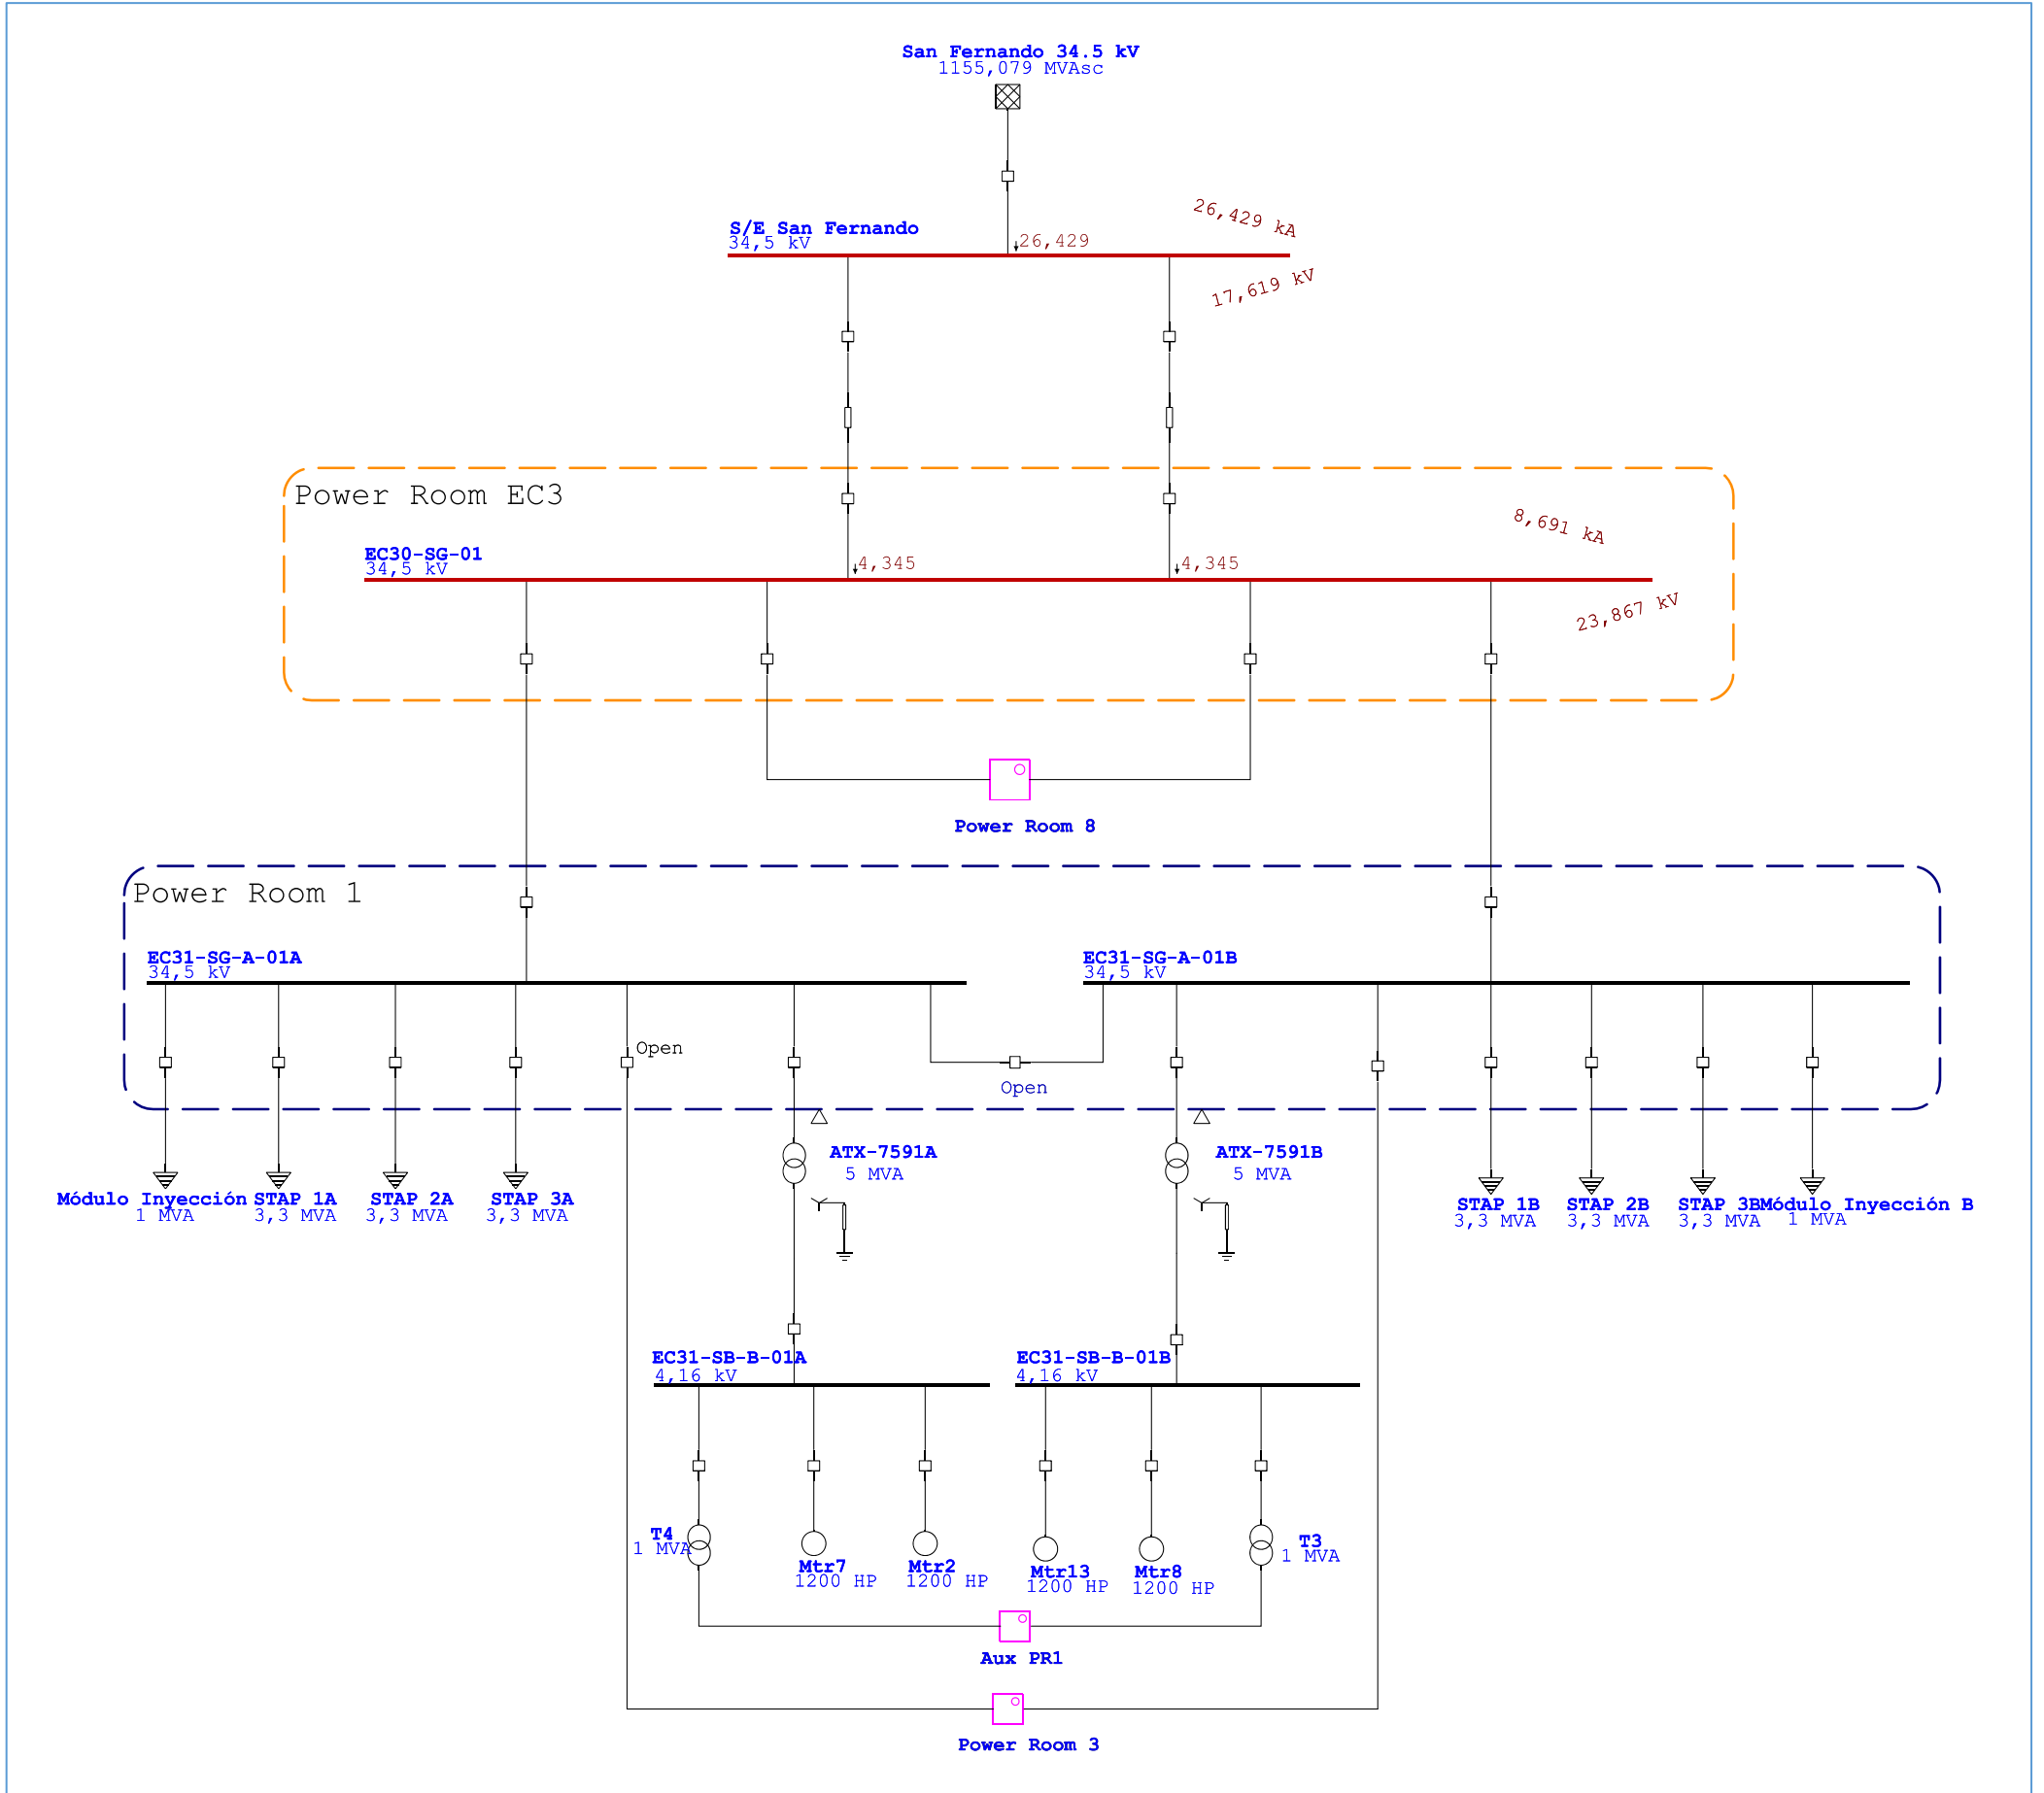 San Fernando 34.5 kV
1155,079 MVAsc
26,429 kA
S/E San Fernando
34,5 kV
26,429
17,619 kV
Power Room EC3
8,691 kA
EC30-SG-01
34,5 kV
4,345
4,345
23,867 kV
Power Room 8
Power Room 1
EC31-SG-A-01A
34,5 kV
EC31-SG-A-01B
34,5 kV
Open
Open
ATX-7591A
5 MVA
ATX-7591B
5 MVA
Módulo Inyección
1 MVA
STAP 1A
3,3 MVA
STAP 2A
3,3 MVA
STAP 3A
3,3 MVA
STAP 1B
3,3 MVA
STAP 2B
3,3 MVA
STAP 3B
3,3 MVA
Módulo Inyección B
1 MVA
EC31-SB-B-01A
4,16 kV
EC31-SB-B-01B
4,16 kV
T4
1 MVA
Mtr7
1200 HP
Mtr2
1200 HP
Mtr13
1200 HP
Mtr8
1200 HP
T3
1 MVA
Aux PR1
Power Room 3